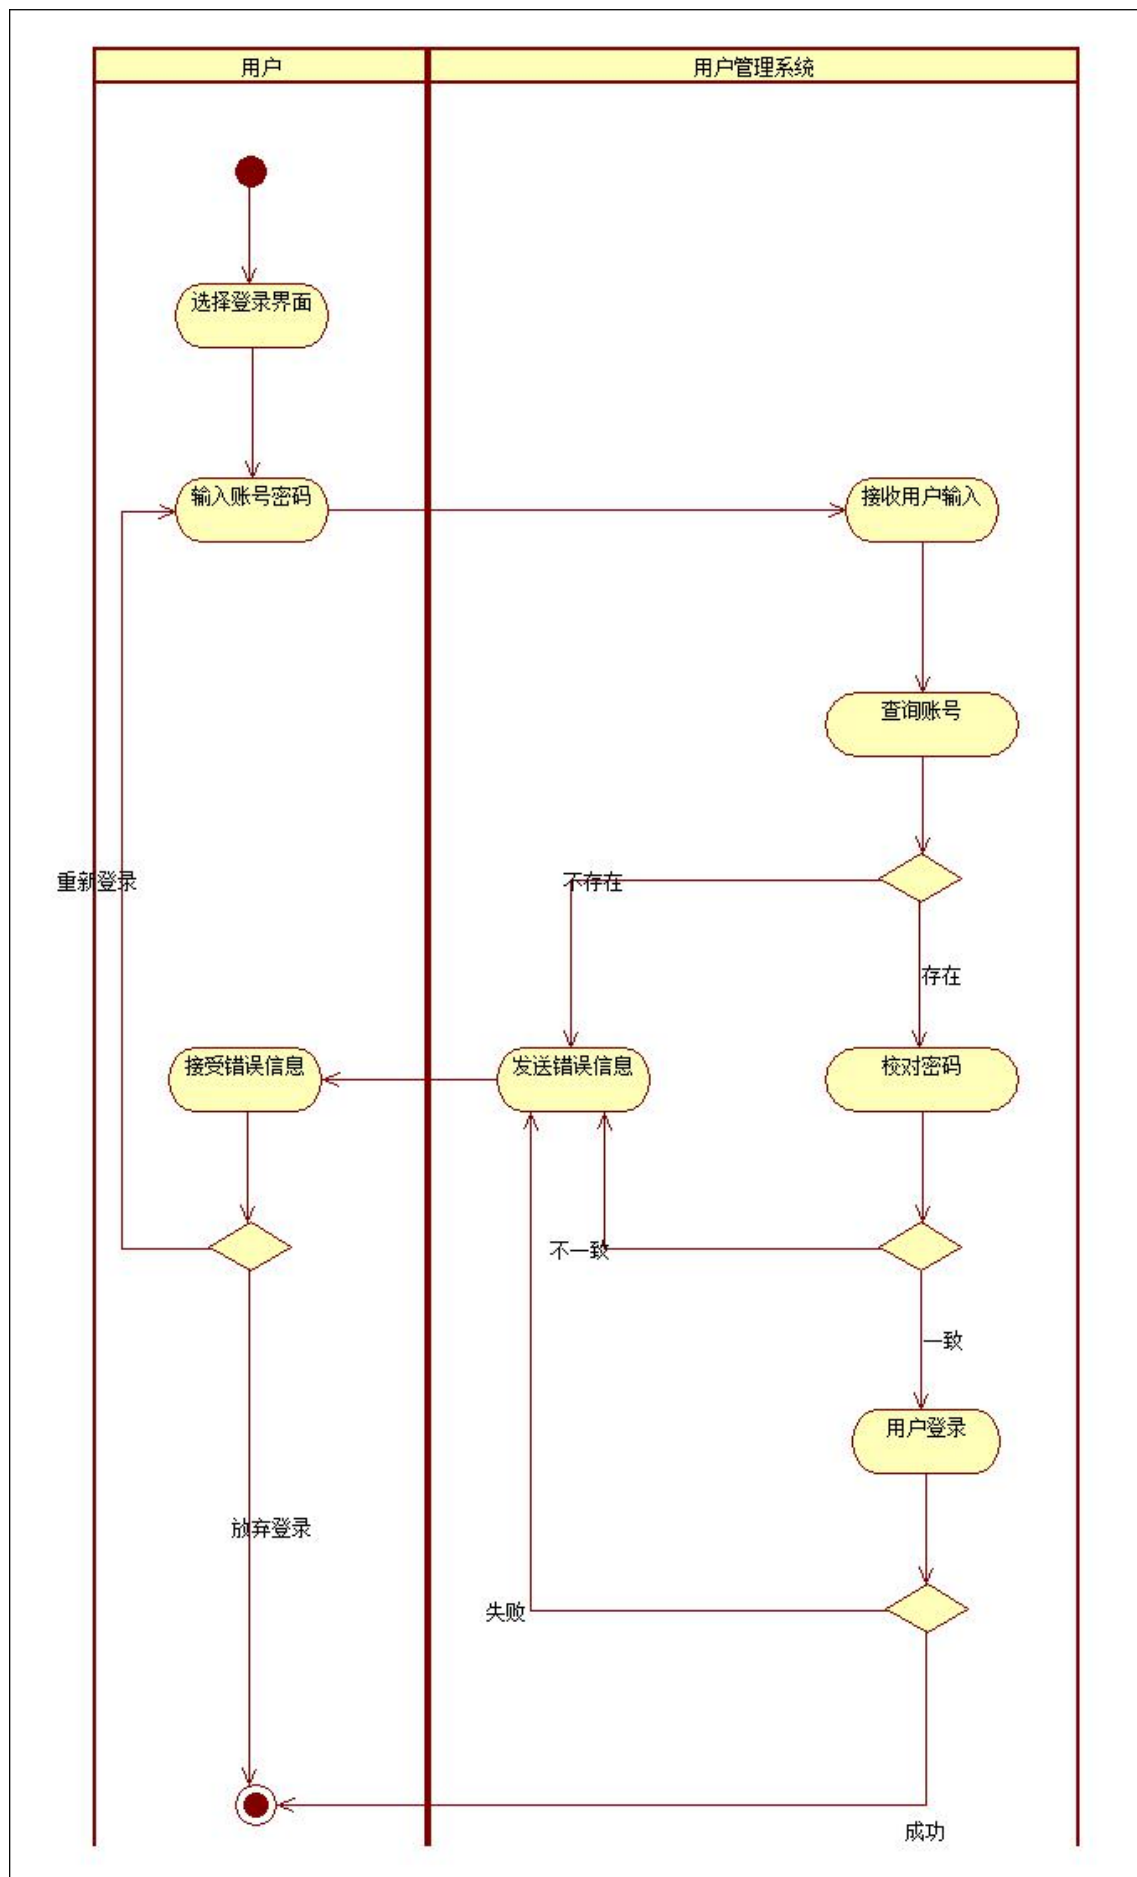 用户
用户管理系统
选择登录界面
输入账号密码
接收用户输入
查询账号
重新登录
不存在
存在
接受错误信息
发送错误信息
校对密码
不一致
一致
用户登录
放弃登录
失败
成功